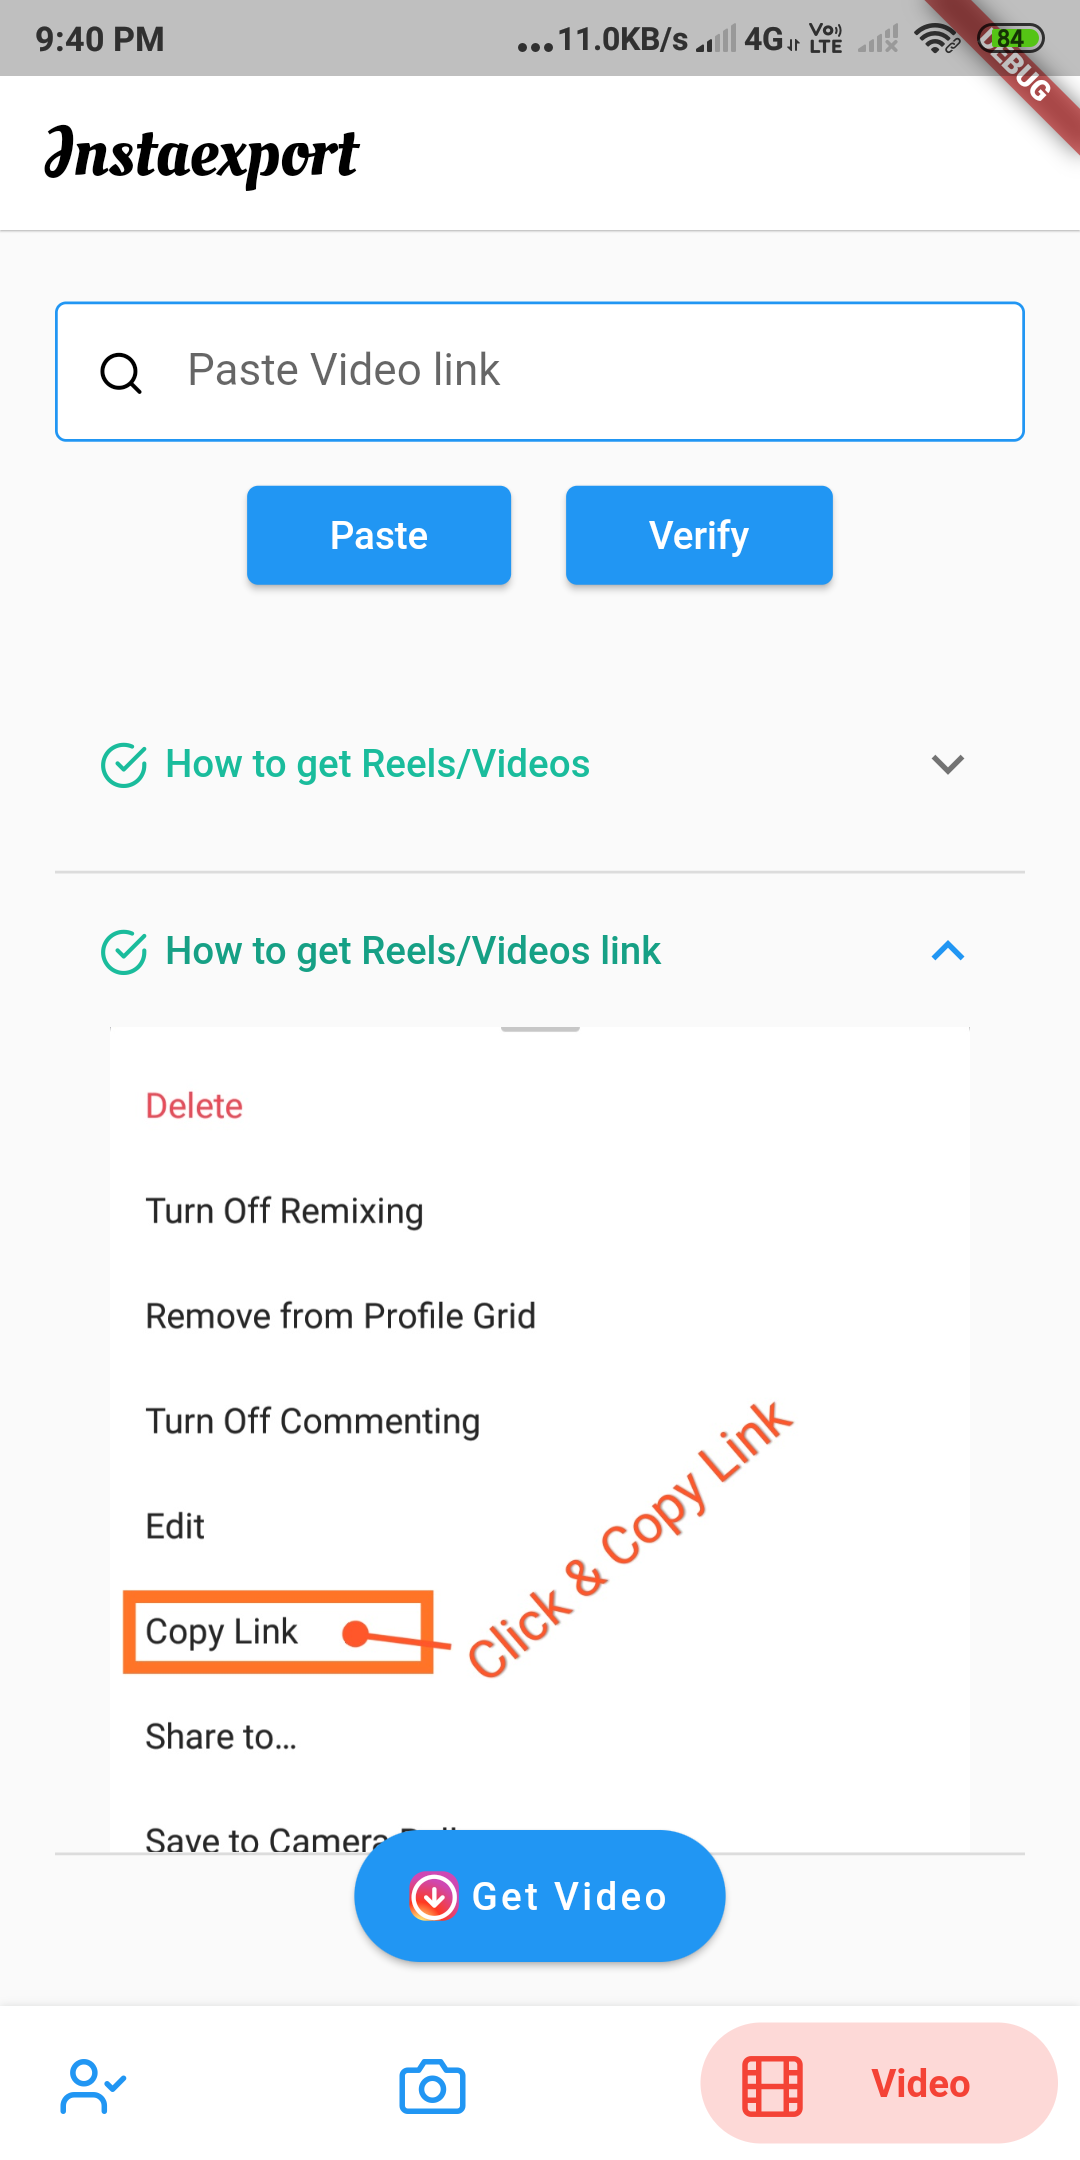 9:40 PM ...11.0KB/s 4G Vo)) LTE 84
DEBUG
Instaexport
Paste Video link
Paste Verify
How to get Reels/Videos
How to get Reels/Videos link
Delete
Turn Off Remixing
Remove from Profile Grid
Turn Off Commenting
Edit
Copy Link
Click & Copy Link
Share to...
Save to Camera
Get Video
Video